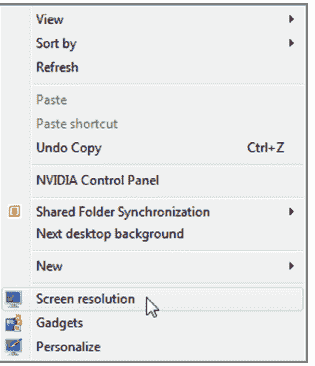 View
Sort by
Refresh
Paste
Paste shortcut
Undo Copy Ctrl+Z
NVIDIA Control Panel
Shared Folder Synchronization
Next desktop background
New
Screen resolution
Gadgets
Personalize